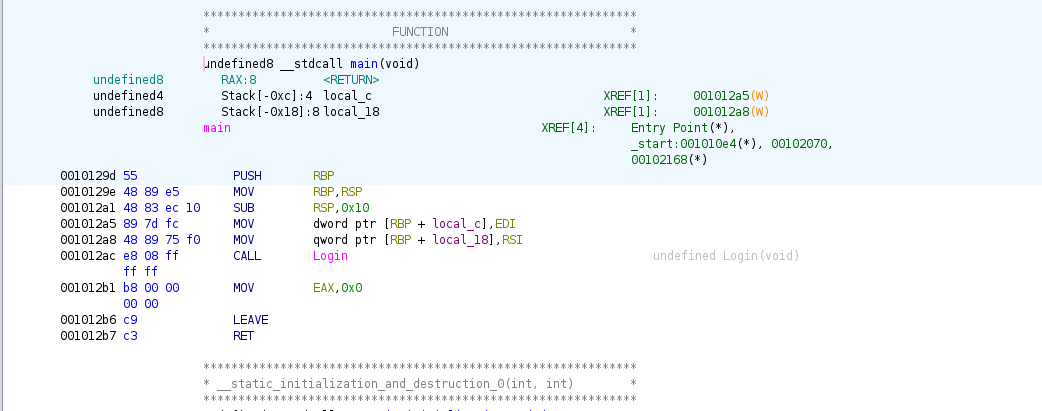 **************************************************************
* FUNCTION *
**************************************************************
undefined8 __stdcall main(void)
undefined8 RAX:8 <RETURN>
undefined4 Stack[-0xc]:4 local_c XREF[1]: 001012a5(W)
undefined8 Stack[-0x18]:8 local_18 XREF[1]: 001012a8(W)
main XREF[4]: Entry Point(*),
_start:001010e4(*), 00102070,
00102168(*)
0010129d 55 PUSH RBP
0010129e 48 89 e5 MOV RBP,RSP
001012a1 48 83 ec 10 SUB RSP,0x10
001012a5 89 7d fc MOV dword ptr [RBP + local_c],EDI
001012a8 48 89 75 f0 MOV qword ptr [RBP + local_18],RSI
001012ac e8 08 ff CALL Login undefined Login(void)
ff ff
001012b1 b8 00 00 MOV EAX,0x0
00 00
001012b6 c9 LEAVE
001012b7 c3 RET
**************************************************************
* __static_initialization_and_destruction_0(int, int) *
**************************************************************